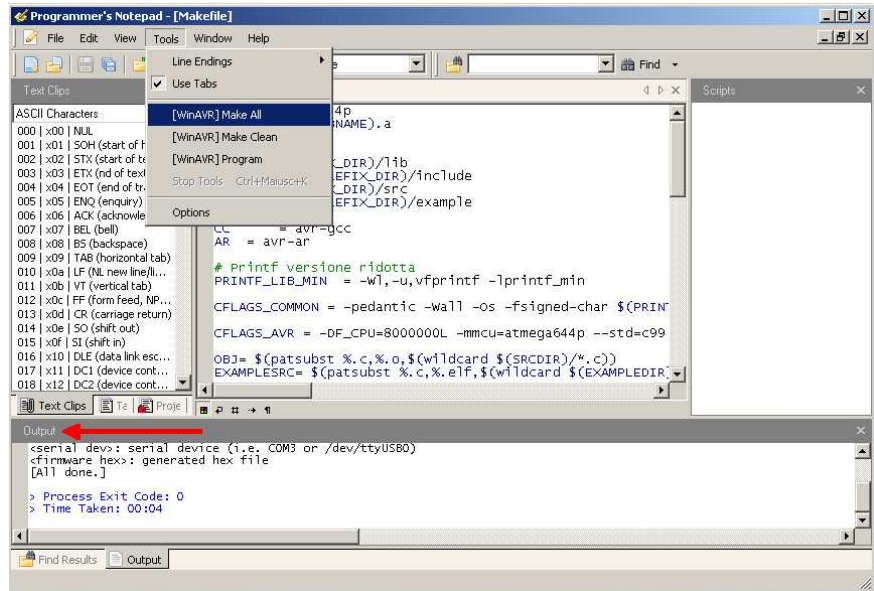 Programmer's Notepad - [Makefile]
File Edit View Tools Window Help
Find
Line Endings
Use Tabs
[WinAVR] Make All
[WinAVR] Make Clean
[WinAVR] Program
Stop Tools Ctrl+Maiusc+K
Options
Text Clips
ASCII Characters
000 | x00 | NUL
001 | x01 | SOH (start of h
002 | x02 | STX (start of te
003 | x03 | ETX (nd of text
004 | x04 | EOT (end of tr
005 | x05 | ENQ (enquiry)
006 | x06 | ACK (acknowle
007 | x07 | BEL (bell)
008 | x08 | BS (backspace)
009 | x09 | TAB (horizontal tab)
010 | x0a | LF (NL new line/li...
011 | x0b | VT (vertical tab)
012 | x0c | FF (form feed, NP...
013 | x0d | CR (carriage return)
014 | x0e | SO (shift out)
015 | x0f | SI (shift in)
016 | x10 | DLE (data link esc...
017 | x11 | DC1 (device cont...
018 | x12 | DC2 (device cont...
Text Clips Ta Proje
4p
BNAME).a
_DIR)/lib
EFIX_DIR)/include
_DIR)/src
EFIX_DIR)/example
CC = avr-gcc
AR = avr-ar
# Printf versione ridotta
PRINTF_LIB_MIN = -Wl,-u,vfprintf -lprintf_min
CFLAGS_COMMON = -pedantic -Wall -Os -fsigned-char $(PRIN
CFLAGS_AVR = -DF_CPU=8000000L -mmcu=atmega644p --std=c99
OBJ= $(patsubst %.c,%.o,$(wildcard $(SRCDIR)/*.c))
EXAMPLESRC= $(patsubst %.c,%.elf,$(wildcard $(EXAMPLEDIR)
Scripts
Output
<serial dev>: serial device (i.e. COM3 or /dev/ttyUSB0)
<firmware hex>: generated hex file
[All done.]
> Process Exit Code: 0
> Time Taken: 00:04
Find Results Output